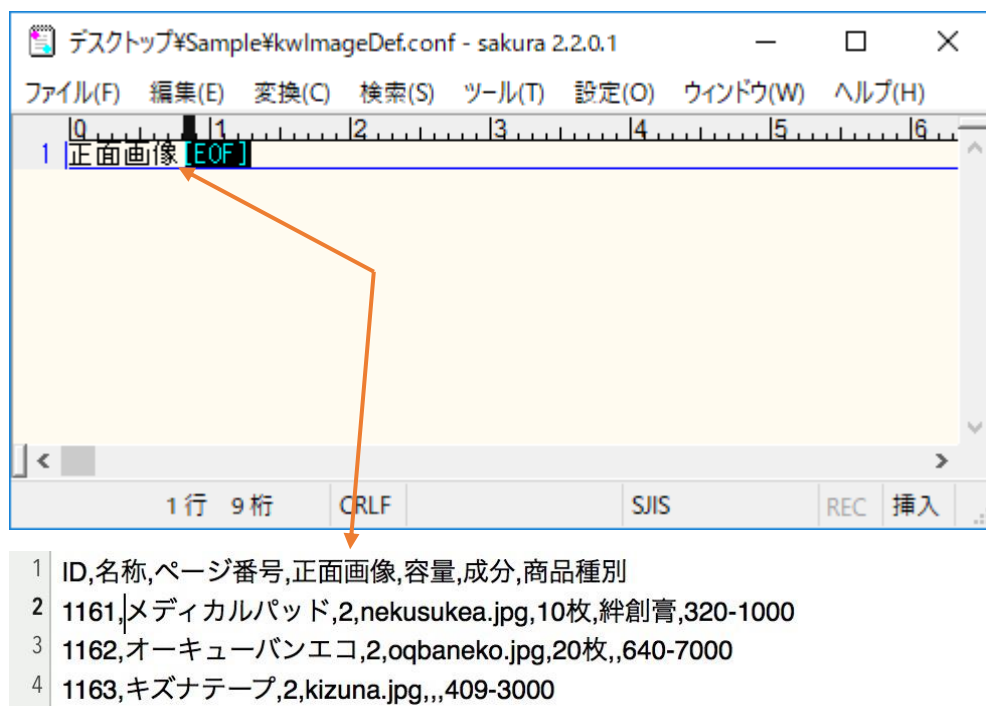 デスクトップ¥Sample¥kwImageDef.conf - sakura 2.2.0.1
ファイル(F) 編集(E) 変換(C) 検索(S) ツール(T) 設定(O) ウィンドウ(W) ヘルプ(H)
0 1 2 3 4 5 6
1 正面画像[EOF]
1行 9桁 CRLF SJIS REC 挿入
1 ID,名称,ページ番号,正面画像,容量,成分,商品種別
2 1161,メディカルパッド,2,nekusukea.jpg,10枚,絆創膏,320-1000
3 1162,オーキューバンエコ,2,oqbaneko.jpg,20枚,,640-7000
4 1163,キズナテープ,2,kizuna.jpg,,,409-3000